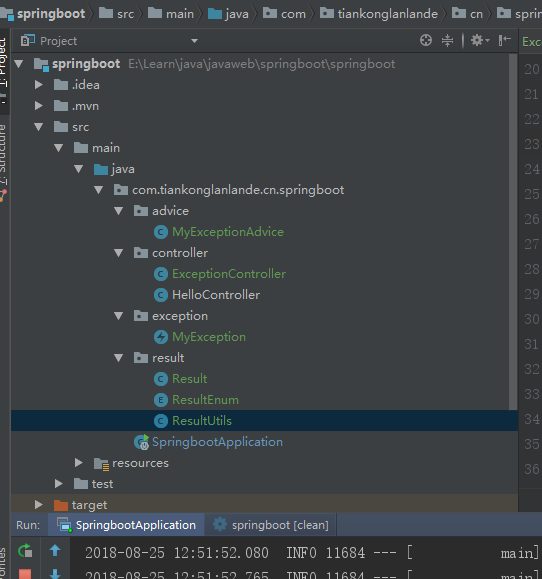 springboot src main java com tiankonglanlande cn
Project
springboot E:\Learn\java\javaweb\springboot\springboot
.idea
.mvn
src
main
java
com.tiankonglanlande.cn.springboot
advice
MyExceptionAdvice
controller
ExceptionController
HelloController
exception
MyException
result
Result
ResultEnum
ResultUtils
SpringbootApplication
resources
test
target
1: Project
7: Structure
20
21
22
23
24
25
26
27
28
29
30
31
32
33
34
35
36
Run: SpringbootApplication springboot [clean]
2018-08-25 12:51:52.080 INFO 11684 --- [ main]
2018-08-25 12:51:52.765 INFO 11684 --- [ main]